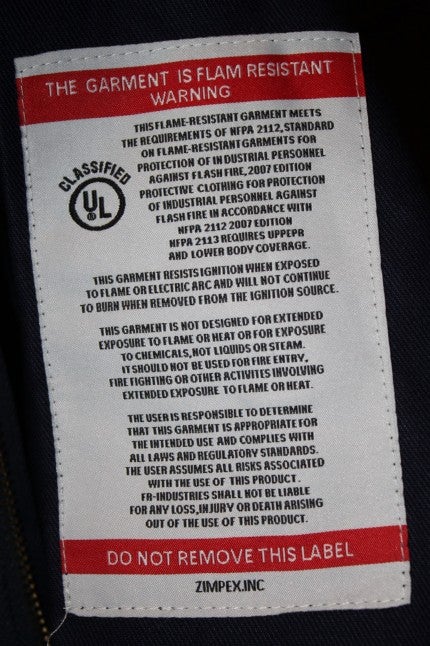 THE GARMENT IS FLAM RESISTANT
WARNING
THIS FLAME-RESISTANT GARMENT MEETS
THE REQUIREMENTS OF NFPA 2112, STANDARD
ON FLAME-RESISTANT GARMENTS FOR
PROTECTION OF INDUSTRIAL PERSONNEL
AGAINST FLASH FIRE, 2007 EDITION
PROTECTIVE CLOTHING FOR PROTECTION
OF INDUSTRIAL PERSONNEL AGAINST
FLASH FIRE IN ACCORDANCE WITH
NFPA 2112 2007 EDITION
NFPA 2113 REQUIRES UPPEPR
AND LOWER BODY COVERAGE.
CLASSIFIED
UL
®
THIS GARMENT RESISTS IGNITION WHEN EXPOSED
TO FLAME OR ELECTRIC ARC AND WILL NOT CONTINUE
TO BURN WHEN REMOVED FROM THE IGNITION SOURCE.
THIS GARMENT IS NOT DESIGNED FOR EXTENDED
EXPOSURE TO FLAME OR HEAT OR FOR EXPOSURE
TO CHEMICALS, HOT LIQUIDS OR STEAM.
IT SHOULD NOT BE USED FOR FIRE ENTRY,
FIRE FIGHTING OR OTHER ACTIVITES INVOLVING
EXTENDED EXPOSURE TO FLAME OR HEAT.
THE USER IS RESPONSIBLE TO DETERMINE
THAT THIS GARMENT IS APPROPRIATE FOR
THE INTENDED USE AND COMPLIES WITH
ALL LAWS AND REGULATORY STANDARDS.
THE USER ASSUMES ALL RISKS ASSOCIATED
WITH THE USE OF THIS PRODUCT.
FR-INDUSTRIES SHALL NOT BE LIABLE
FOR ANY LOSS, INJURY OR DEATH ARISING
OUT OF THE USE OF THIS PRODUCT.
DO NOT REMOVE THIS LABEL
ZIMPEX.INC